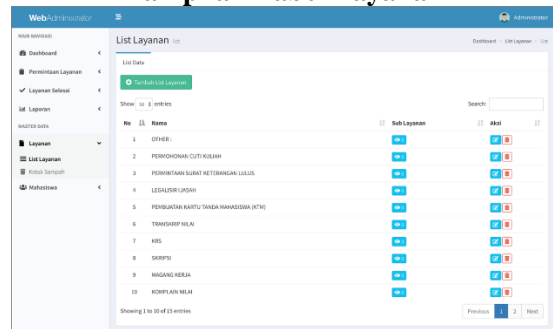 WebAdministrator
Administrator
MAIN NAVIGASI
Dashboard
Permintaan Layanan
Layanan Selesai
Laporan
MASTER DATA
Layanan
List Layanan
Kotak Sampah
Mahasiswa
List Layanan list
Dashboard List Layanan list
List Data
Tambah List Layanan
Show 10 entries
Search:
No Nama Sub Layanan Aksi
1 OTHER :
2 PERMOHONAN CUTI KULIAH
3 PERMINTAAN SURAT KETERANGAN LULUS
4 LEGALISIR IJASAH
5 PEMBUATAN KARTU TANDA MAHASISWA (KTM)
6 TRANSKRIP NILAI
7 KRS
8 SKRIPSI
9 MAGANG KERJA
10 KOMPLAIN NILAI
Showing 1 to 10 of 15 entries
Previous 1 2 Next